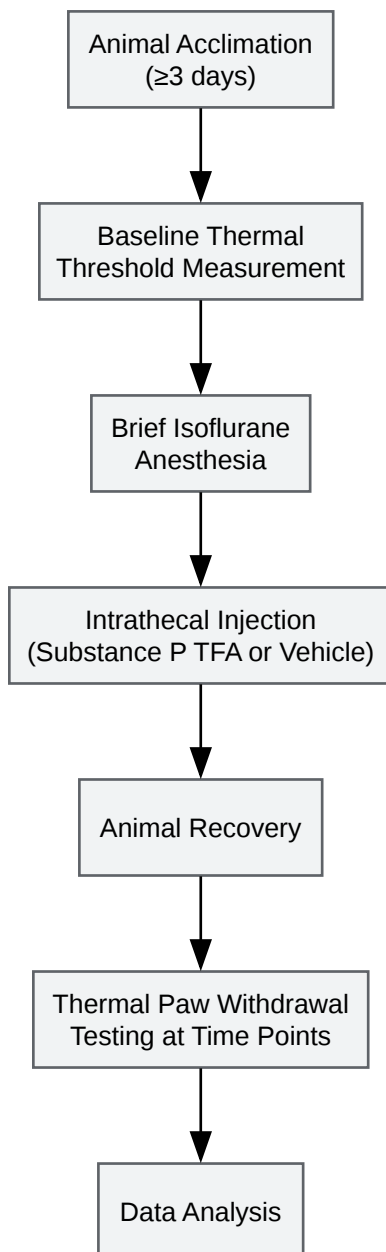 Animal Acclimation
(≥3 days)
Baseline Thermal
Threshold Measurement
Brief Isoflurane
Anesthesia
Intrathecal Injection
(Substance P TFA or Vehicle)
Animal Recovery
Thermal Paw Withdrawal
Testing at Time Points
Data Analysis